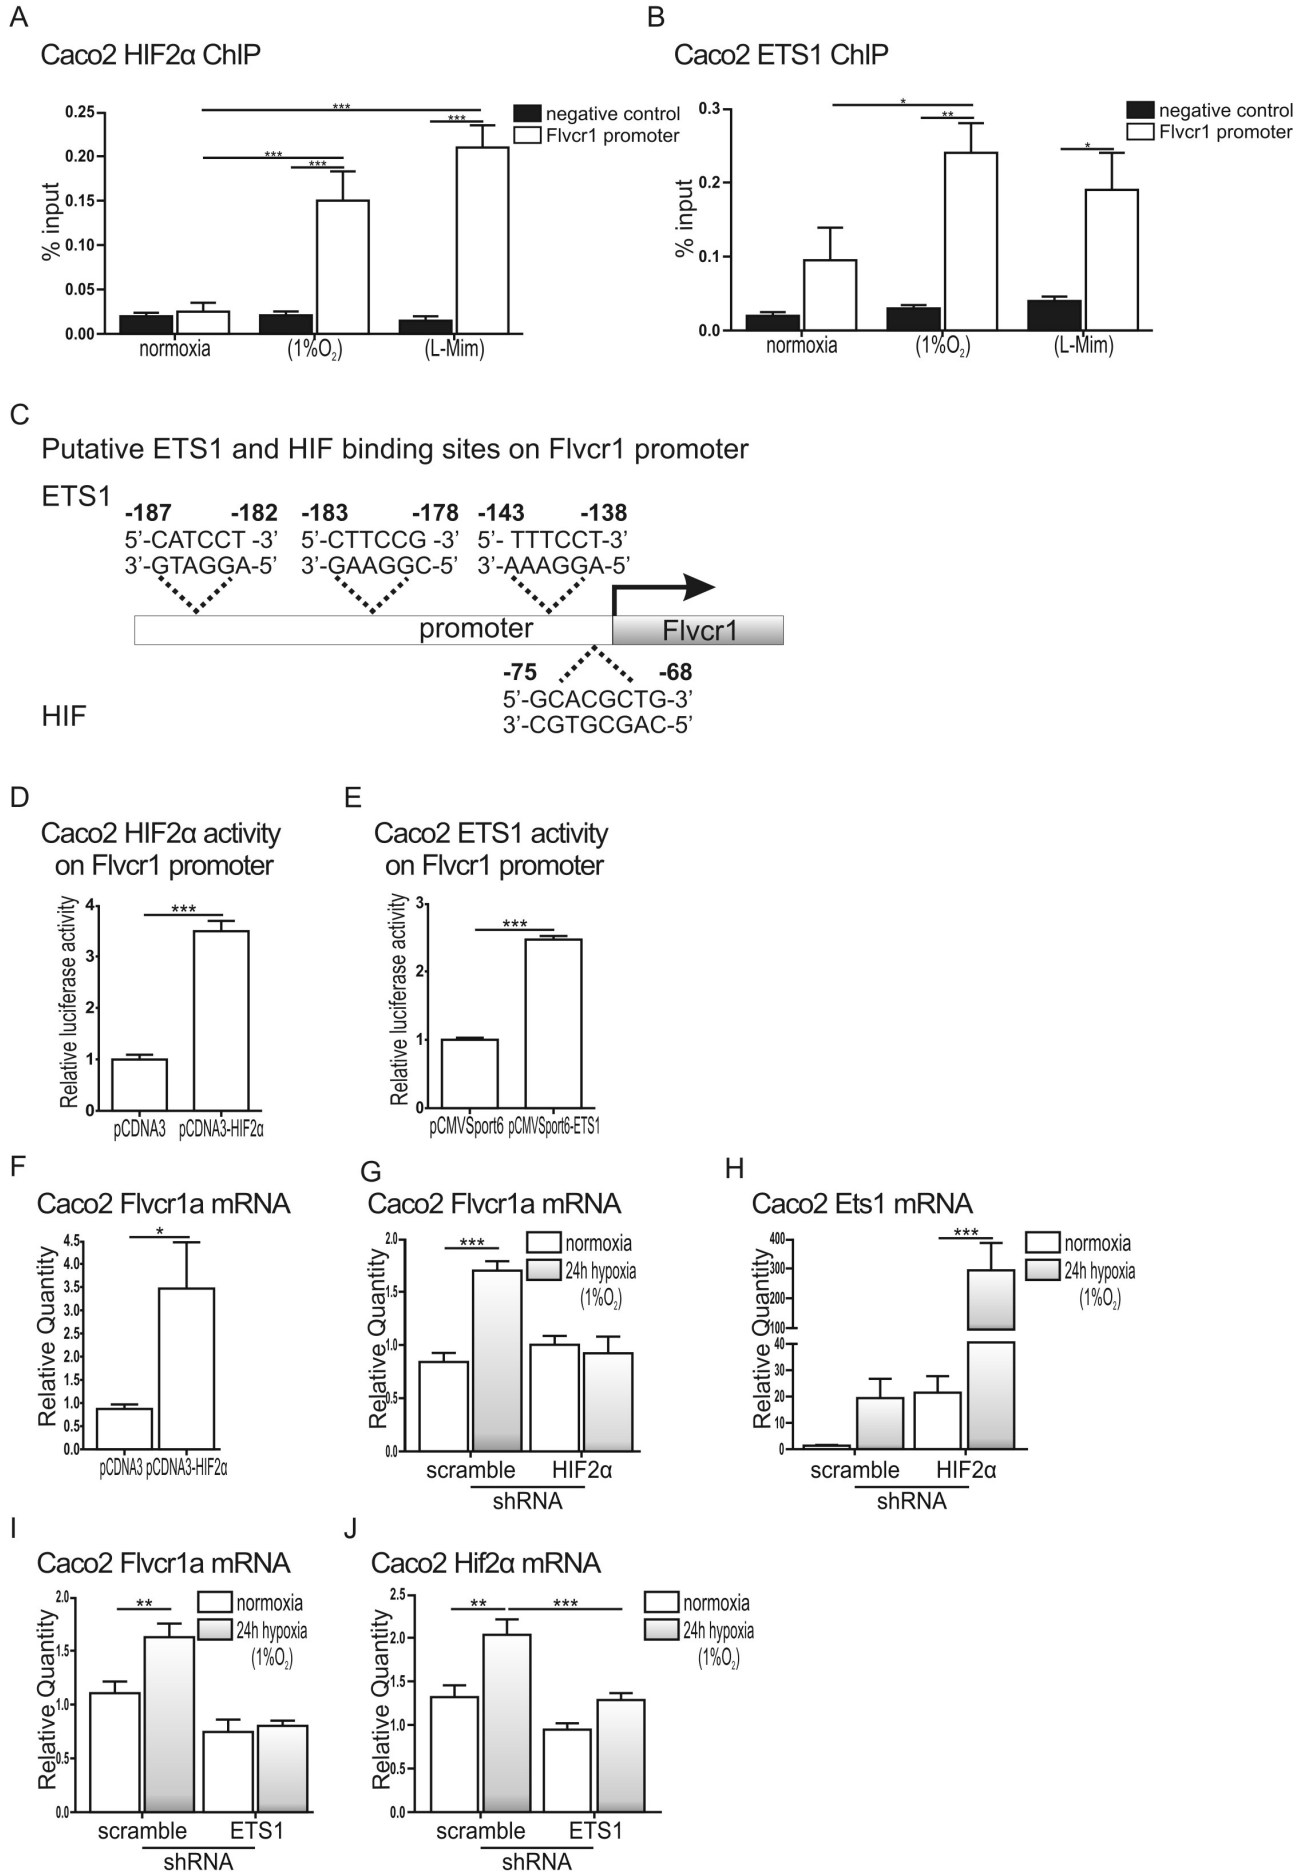 A
Caco2 HIF2α ChIP
% input
0.25
0.20
0.15
0.10
0.05
0.00
***
***
***
***
negative control
Flvcr1 promoter
normoxia (1%O2) (L-Mim)
B
Caco2 ETS1 ChIP
% input
0.3
0.2
0.1
0.0
*
**
*
negative control
Flvcr1 promoter
normoxia (1%O2) (L-Mim)
C
Putative ETS1 and HIF binding sites on Flvcr1 promoter
ETS1
-187 -182 -183 -178 -143 -138
5’-CATCCT -3’ 5’-CTTCCG -3’ 5’- TTTCCT-3’
3’-GTAGGA-5’ 3’-GAAGGC-5’ 3’-AAAGGA-5’
promoter Flvcr1
-75 -68
5’-GCACGCTG-3’
3’-CGTGCGAC-5’
HIF
D
Caco2 HIF2α activity
on Flvcr1 promoter
Relative luciferase activity
4
3
2
1
0
***
pCDNA3 pCDNA3-HIF2α
E
Caco2 ETS1 activity
on Flvcr1 promoter
Relative luciferase activity
3
2
1
0
***
pCMVSport6 pCMVSport6-ETS1
F
Caco2 Flvcr1a mRNA
Relative Quantity
4.5
4.0
3.5
3.0
2.5
2.0
1.5
1.0
0.5
0.0
*
pCDNA3 pCDNA3-HIF2α
G
Caco2 Flvcr1a mRNA
Relative Quantity
2.0
1.5
1.0
0.5
0.0
***
normoxia
24h hypoxia
(1%O2)
scramble HIF2α
shRNA
H
Caco2 Ets1 mRNA
Relative Quantity
400
300
200
100
40
30
20
10
0
***
normoxia
24h hypoxia
(1%O2)
scramble HIF2α
shRNA
I
Caco2 Flvcr1a mRNA
Relative Quantity
2.0
1.5
1.0
0.5
0.0
**
normoxia
24h hypoxia
(1%O2)
scramble ETS1
shRNA
J
Caco2 Hif2α mRNA
Relative Quantity
2.5
2.0
1.5
1.0
0.5
0.0
** ***
normoxia
24h hypoxia
(1%O2)
scramble ETS1
shRNA